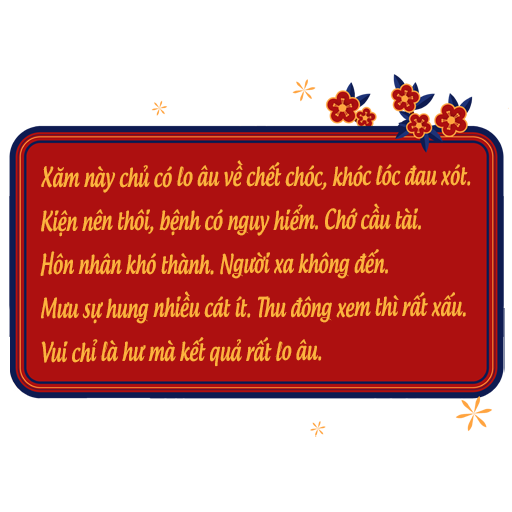 Xăm này chủ có lo âu về chết chóc, khóc lóc đau xót.
Kiện nên thôi, bệnh có nguy hiểm. Chớ cầu tài.
Hôn nhân khó thành. Người xa không đến.
Mưu sự hung nhiều cát ít. Thu đông xem thì rất xấu.
Vui chỉ là hư mà kết quả rất lo âu.